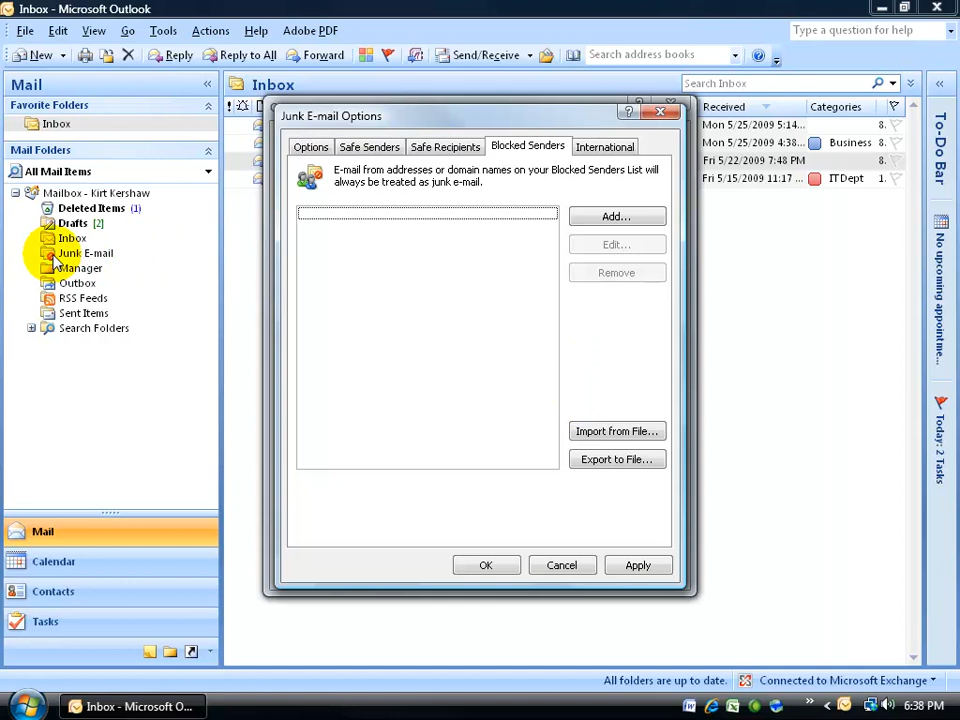 Inbox - Microsoft Outlook
File Edit View Go Tools Actions Help Adobe PDF
Type a question for help
New Reply Reply to All Forward Send/Receive Search address books
Mail
Favorite Folders
Inbox
Mail Folders
All Mail Items
Mailbox - Kirt Kershaw
Deleted Items (1)
Drafts [2]
Inbox
Junk E-mail
Manager
Outbox
RSS Feeds
Sent Items
Search Folders
Mail
Calendar
Contacts
Tasks
Inbox
Search Inbox
Received Categories
Mon 5/25/2009 5:14... 8.
Mon 5/25/2009 4:38... Business 8.
Fri 5/22/2009 7:48 PM 8.
Fri 5/15/2009 11:17 ... ITDept 1.
Junk E-mail Options
Options Safe Senders Safe Recipients Blocked Senders International
E-mail from addresses or domain names on your Blocked Senders List will
always be treated as junk e-mail.
Add...
Edit...
Remove
Import from File...
Export to File...
OK Cancel Apply
To-Do Bar
No upcoming appointme...
Today: 2 Tasks
All folders are up to date. Connected to Microsoft Exchange
Inbox - Microsoft O...
6:38 PM